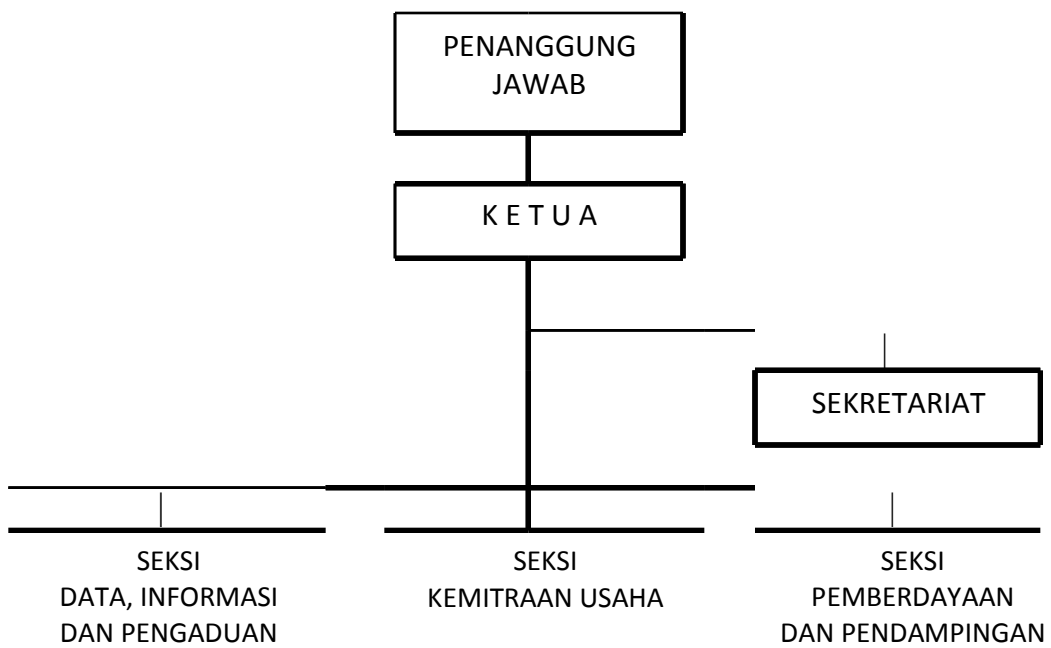 PENANGGUNG
JAWAB
K E T U A
SEKRETARIAT
SEKSI
DATA, INFORMASI
DAN PENGADUAN
SEKSI
KEMITRAAN USAHA
SEKSI
PEMBERDAYAAN
DAN PENDAMPINGAN